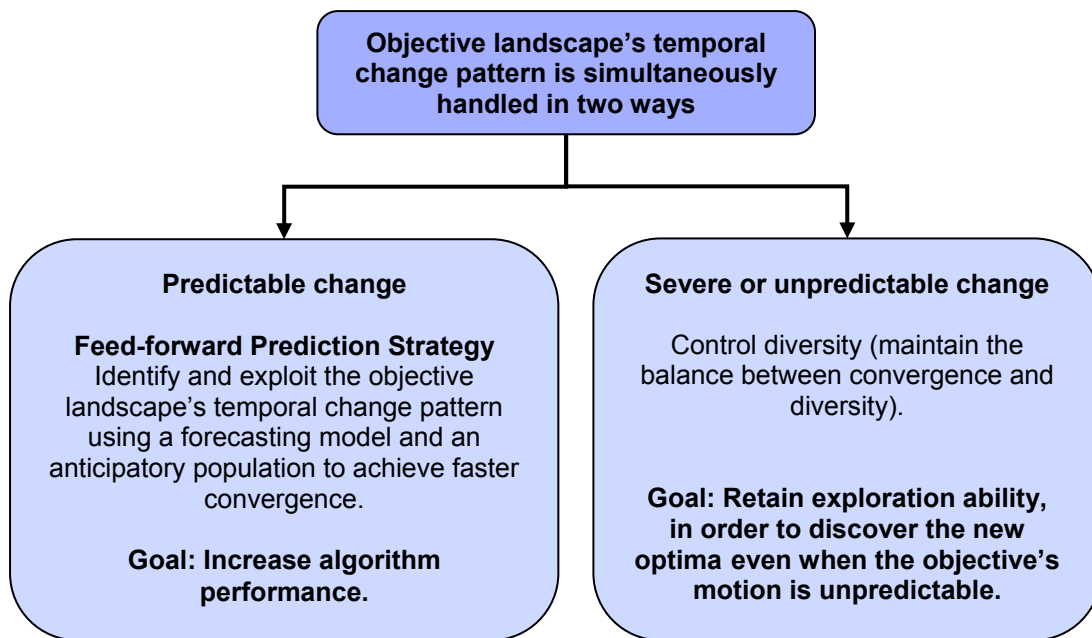 Objective landscape's temporal
change pattern is simultaneously
handled in two ways
Predictable change
Feed-forward Prediction Strategy
Identify and exploit the objective
landscape's temporal change pattern
using a forecasting model and an
anticipatory population to achieve faster
convergence.
Goal: Increase algorithm
performance.
Severe or unpredictable change
Control diversity (maintain the
balance between convergence and
diversity).
Goal: Retain exploration ability,
in order to discover the new
optima even when the objective's
motion is unpredictable.